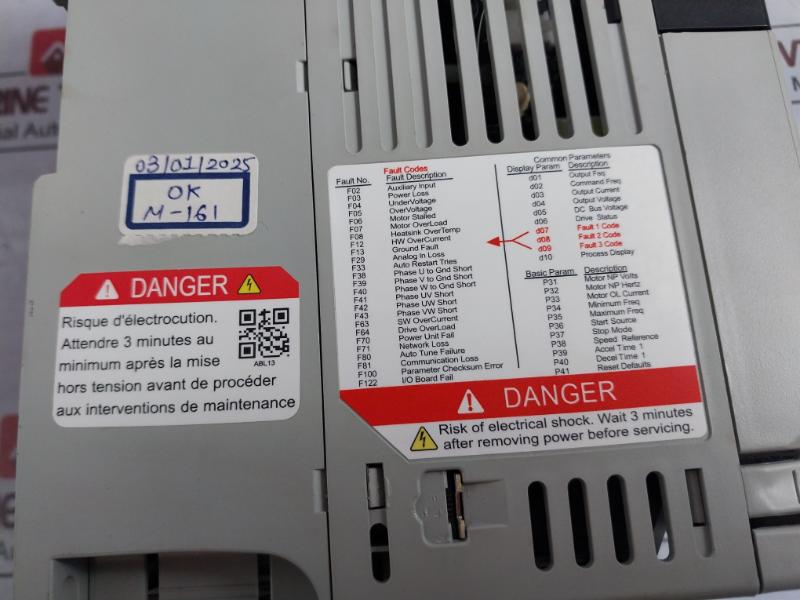 03/01/2025
OK
M-161
DANGER
Risque d'électrocution.
Attendre 3 minutes au
minimum après la mise
hors tension avant de procéder
aux interventions de maintenance
ABL13
Fault Codes
Fault No. Fault Description
F02 Auxiliary Input
F03 Power Loss
F04 UnderVoltage
F05 OverVoltage
F06 Motor Stalled
F07 Motor OverLoad
F08 Heatsink OverTemp
F12 HW OverCurrent
F13 Ground Fault
F29 Analog in Loss
F33 Auto Restart Tries
F38 Phase U to Gnd Short
F39 Phase V to Gnd Short
F40 Phase W to Gnd Short
F41 Phase UV Short
F42 Phase UW Short
F43 Phase VW Short
F63 SW OverCurrent
F64 Drive OverLoad
F70 Power Unit Fail
F71 Network Loss
F80 Auto Tune Failure
F81 Communication Loss
F100 Parameter Checksum Error
F122 I/O Board Fail
Common Parameters
Display Param. Description
d01 Output Feq
d02 Command Freq
d03 Output Current
d04 Output Voltage
d05 DC Bus Voltage
d06 Drive Status
d07 Fault 1 Code
d08 Fault 2 Code
d09 Fault 3 Code
d10 Process Display
Basic Param. Description
P31 Motor NP Volts
P32 Motor NP Hertz
P33 Motor OL Current
P34 Minimum Freq
P35 Maximum Freq
P36 Start Source
P37 Stop Mode
P38 Speed Reference
P39 Accel Time 1
P40 Decel Time 1
P41 Reset Defaults
DANGER
Risk of electrical shock. Wait 3 minutes
after removing power before servicing.